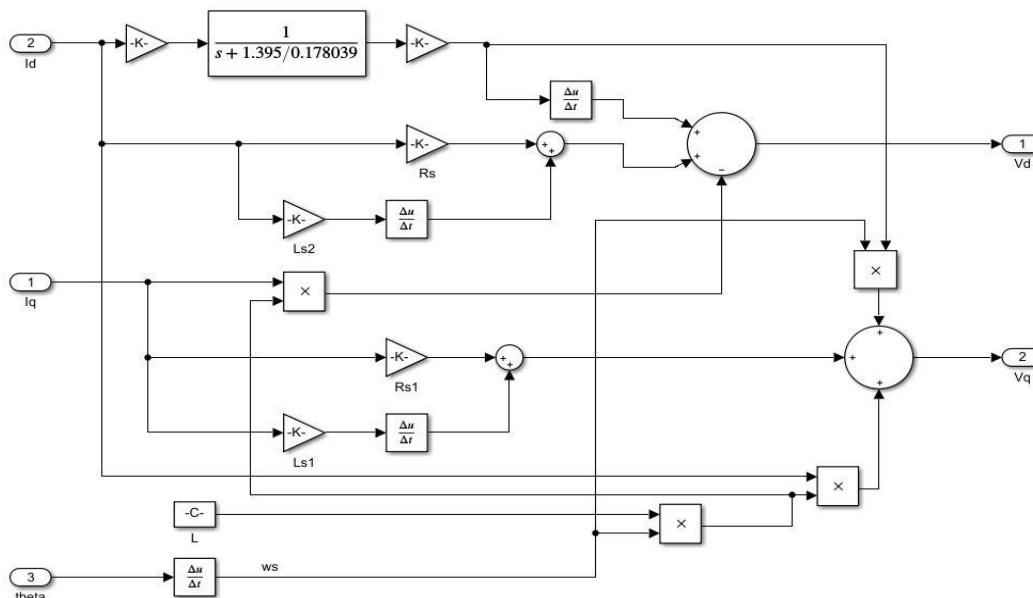 2
Id
-K-
1
s + 1.395/0.178039
-K-
Δu
Δt
+
+
−
1
Vd
-K-
Rs
+
+
-K-
Ls2
Δu
Δt
×
1
Iq
×
-K-
Rs1
+
+
+
+
+
2
Vq
-K-
Ls1
Δu
Δt
×
-C-
L
×
3
theta
Δu
Δt
ws